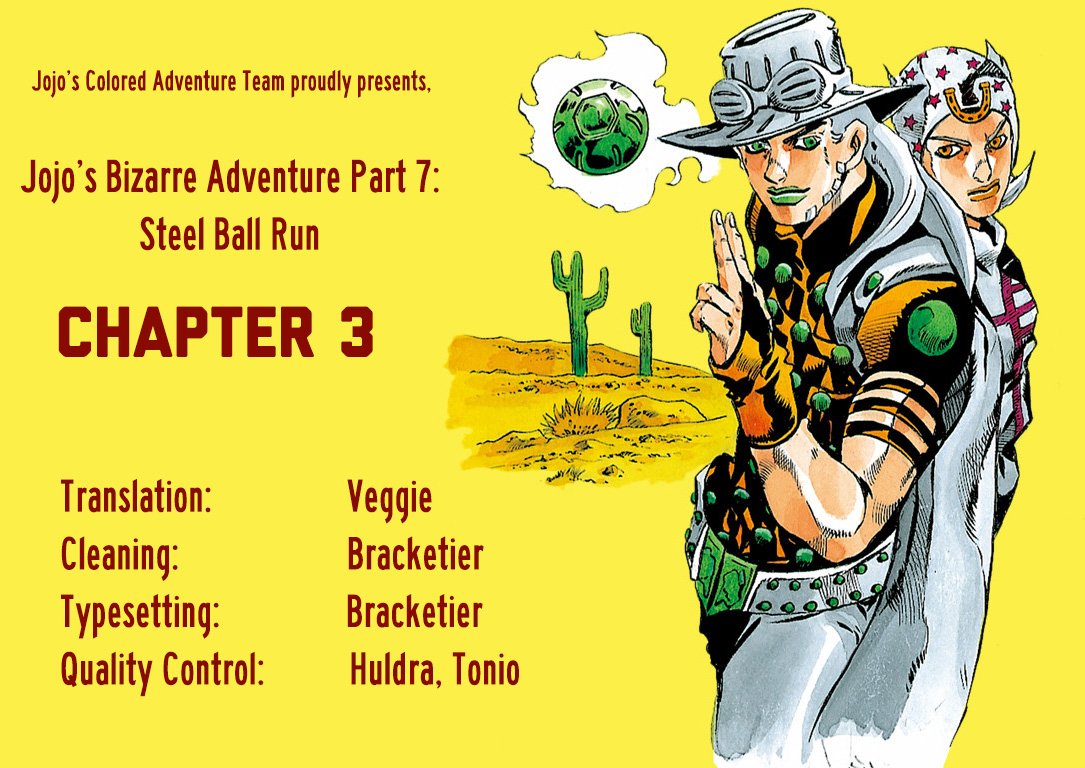 Jojo's Colored Adventure Team proudly presents,
Jojo's Bizarre Adventure Part 7:
Steel Ball Run
CHAPTER 3
Translation: Veggie
Cleaning: Bracketier
Typesetting: Bracketier
Quality Control: Huldra, Tonio